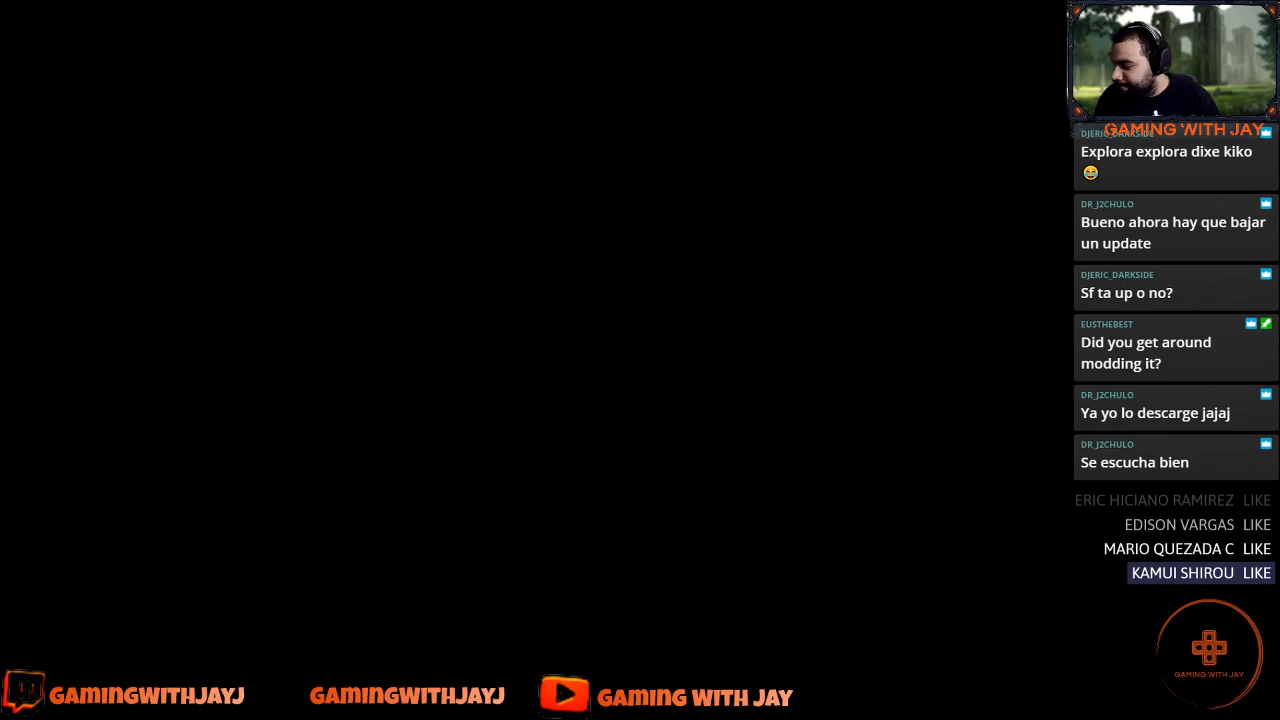 GAMING WITH JAY
DJERIC_DARKSIDE
Explora explora dixe kiko
😂
DR_J2CHULO
Bueno ahora hay que bajar
un update
DJERIC_DARKSIDE
Sf ta up o no?
EUSTHEBEST
Did you get around
modding it?
DR_J2CHULO
Ya yo lo descarge jajaj
DR_J2CHULO
Se escucha bien
ERIC HICIANO RAMIREZ LIKE
EDISON VARGAS LIKE
MARIO QUEZADA C LIKE
KAMUI SHIROU LIKE
GAMING WITH JAY
GAMINGWITHJAYJ
GAMINGWITHJAYJ
GAMING WITH JAY